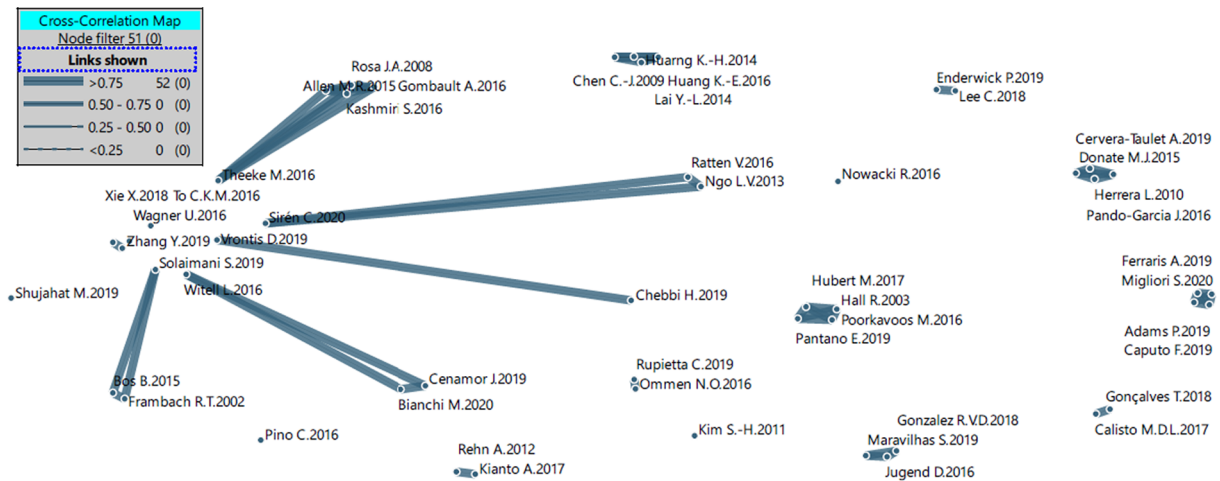 Cross-Correlation Map
Node filter 51 (0)
Links shown
>0.75 52 (0)
0.50 - 0.75 0 (0)
0.25 - 0.50 0 (0)
<0.25 0 (0)
Rosa J.A.2008
Allen M.R.2015 Gombault A.2016
Kashmiri S.2016
Theeke M.2016
Huarng K.-H.2014
Chen C.-J.2009 Huang K.-E.2016
Lai Y.-L.2014
Enderwick P.2019
Lee C.2018
Cervera-Taulet A.2019
Donate M.J.2015
Herrera L.2010
Pando-Garcia J.2016
Ratten V.2016
Ngo L.V.2013
Nowacki R.2016
Xie X.2018 To C.K.M.2016
Wagner U.2016
Sirén C.2020
Zhang Y.2019
Vrontis D.2019
Solaimani S.2019
Witell L.2016
Shujahat M.2019
Chebbi H.2019
Hubert M.2017
Hall R.2003
Poorkavoos M.2016
Pantano E.2019
Ferraris A.2019
Migliori S.2020
Adams P.2019
Caputo F.2019
Bos B.2015
Frambach R.T.2002
Cenamor J.2019
Bianchi M.2020
Rupietta C.2019
Ommen N.O.2016
Gonçalves T.2018
Calisto M.D.L.2017
Pino C.2016
Kim S.-H.2011
Gonzalez R.V.D.2018
Maravilhas S.2019
Jugend D.2016
Rehn A.2012
Kianto A.2017